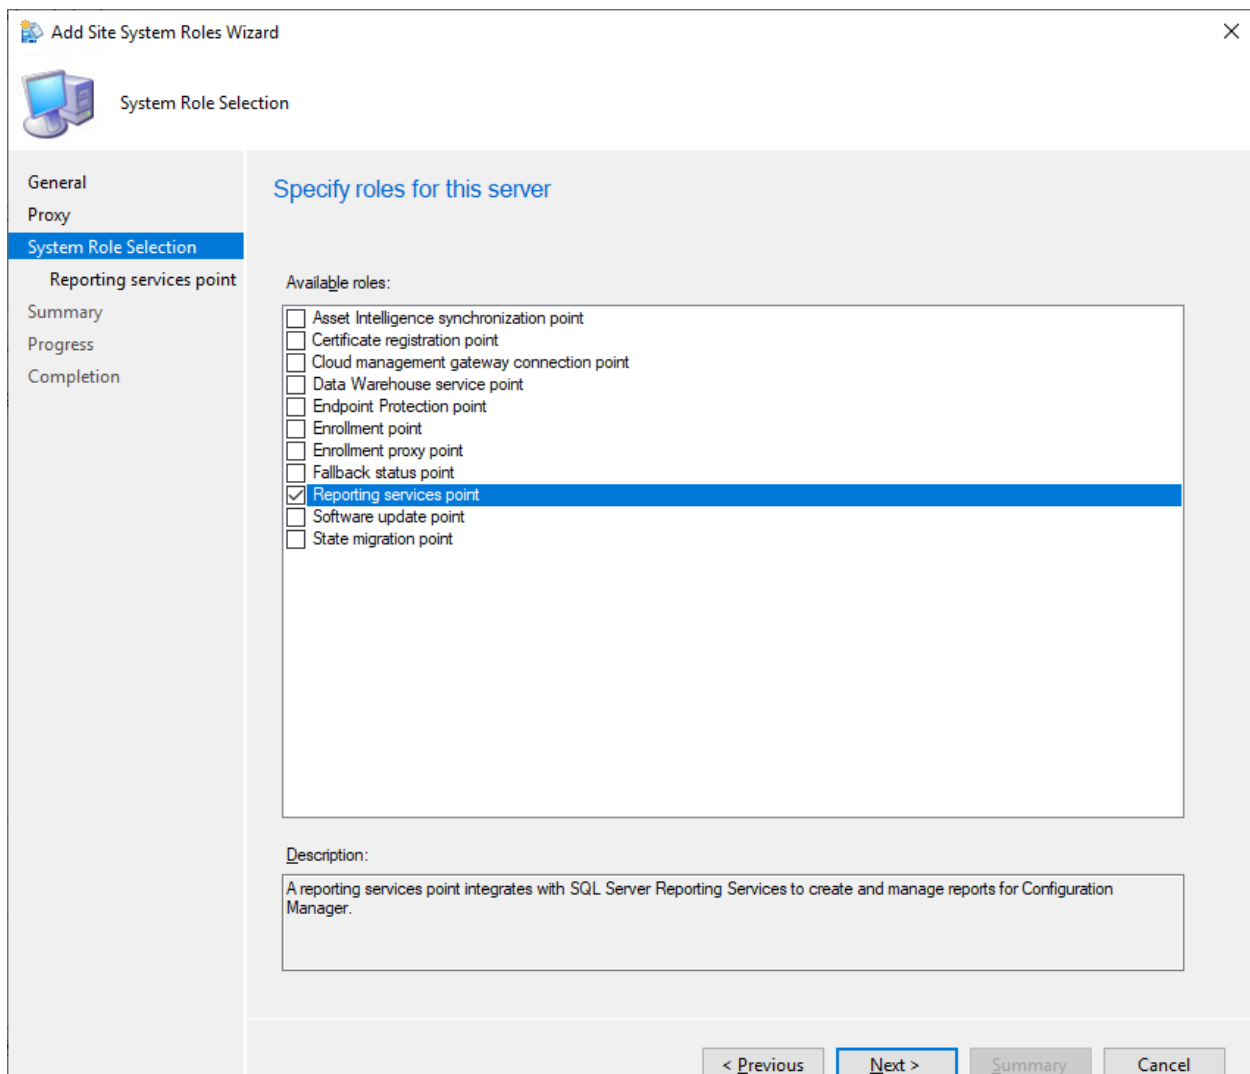 Add Site System Roles Wizard
System Role Selection
General
Proxy
System Role Selection
Reporting services point
Summary
Progress
Completion
Specify roles for this server
Available roles:
Asset Intelligence synchronization point
Certificate registration point
Cloud management gateway connection point
Data Warehouse service point
Endpoint Protection point
Enrollment point
Enrollment proxy point
Fallback status point
Reporting services point
Software update point
State migration point
Description:
A reporting services point integrates with SQL Server Reporting Services to create and manage reports for Configuration
Manager.
< Previous
Next >
Summary
Cancel